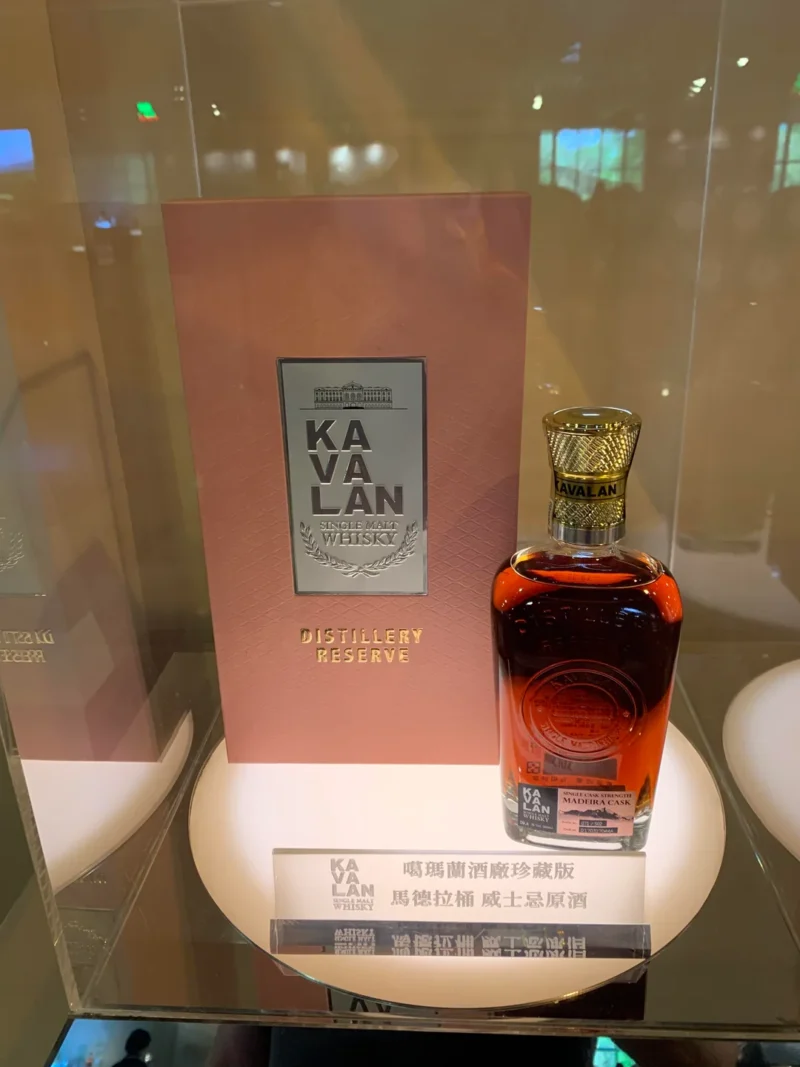 KA
VA
LAN
SINGLE MALT
WHISKY
DISTILLERY
RESERVE
KAVALAN
KA
VA
LAN
WHISKY
SINGLE CASK STRENGTH
MADEIRA CASK
KA
VA
LAN
SINGLE MALT
WHISKY
噶瑪蘭酒廠珍藏版
馬德拉桶 威士忌原酒